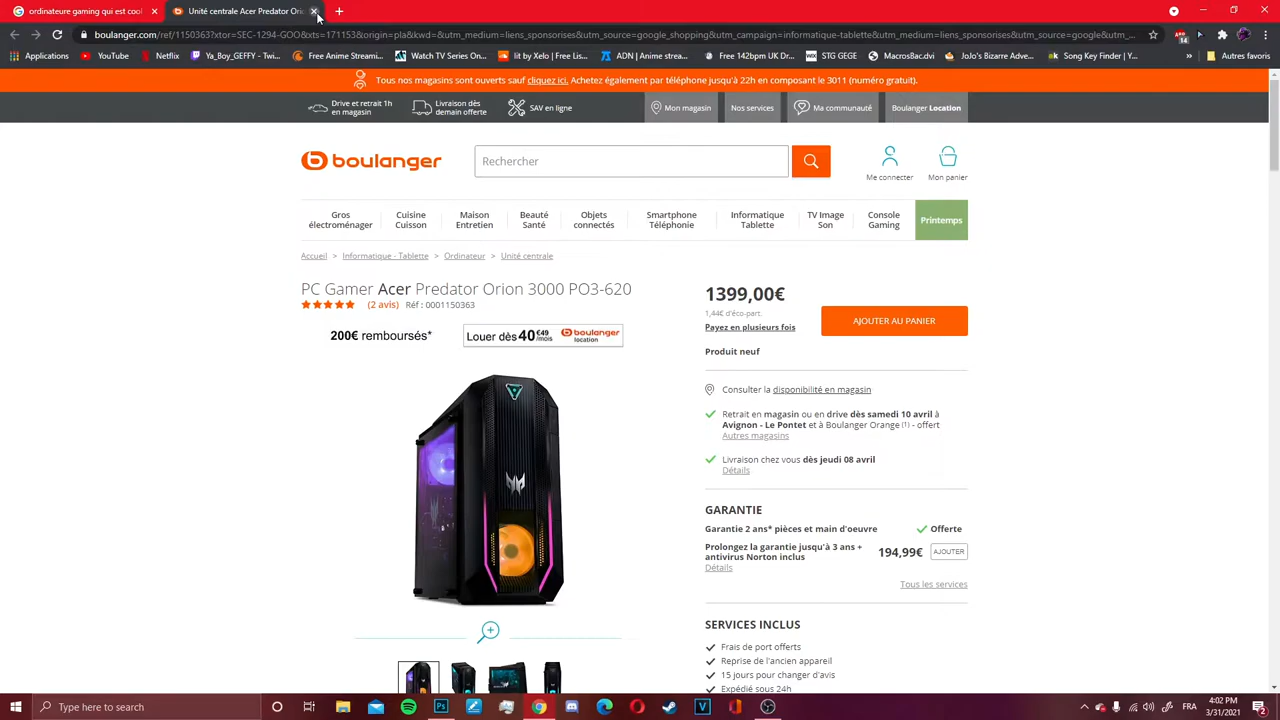 ordinateure gaming qui est cool
Unité centrale Acer Predator Ori
boulanger.com/ref/1150363?xtor=SEC-1294-GOO&xts=171153&origin=pla&kwd=&utm_medium=liens_sponsorises&utm_source=google_shopping&utm_campaign=informatique-tablette&utm_medium=liens_sponsorises&utm_source=google&utm_...
Applications
YouTube
Netflix
Ya_Boy_GEFFY - Twi...
Crunchyroll
Watch TV Series On...
lit by Xelo | Free Lis...
ADN | Anime strea...
Free 142bpm UK Dr...
STG GEGE
MacrosBac.dvi
JoJo's Bizarre Adve...
Song Key Finder -
»
Autres favoris
Tous nos magasins sont ouverts sauf cliquez ici. Achetez également par téléphone jusqu'à 22h en composant le 3011 (numéro gratuit).
Drive et retrait 1h
en magasin
Livraison dès
demain offerte
SAV en ligne
Mon magasin
Nos services
Ma communauté
Boulanger Location
boulanger
Rechercher
Me connecter
Mon panier
Gros
électroménager
Cuisine
Cuisson
Maison
Entretien
Beauté
Santé
Objets
connectés
Smartphone
Téléphonie
Informatique
Tablette
TV Image
Son
Console
Gaming
Printemps
Accueil > Informatique - Tablette > Ordinateur > Unité centrale
PC Gamer Acer Predator Orion 3000 PO3-620
(2 avis) Réf : 0001150363
200€ remboursés*
Louer dès 40€49/mois boulanger location
1399,00€
1,44€ d'éco-part.
Payez en plusieurs fois
AJOUTER AU PANIER
Produit neuf
Consulter la disponibilité en magasin
Retrait en magasin ou en drive dès samedi 10 avril à
Avignon - Le Pontet et à Boulanger Orange (1) - offert
Autres magasins
Livraison chez vous dès jeudi 08 avril
Détails
GARANTIE
Garantie 2 ans* pièces et main d'oeuvre
Offerte
Prolongez la garantie jusqu'à 3 ans +
antivirus Norton inclus
194,99€
AJOUTER
Détails
Tous les services
SERVICES INCLUS
Frais de port offerts
Reprise de l'ancien appareil
15 jours pour changer d'avis
Expédié sous 24h
Type here to search
FRA
4:02 PM
3/31/2021